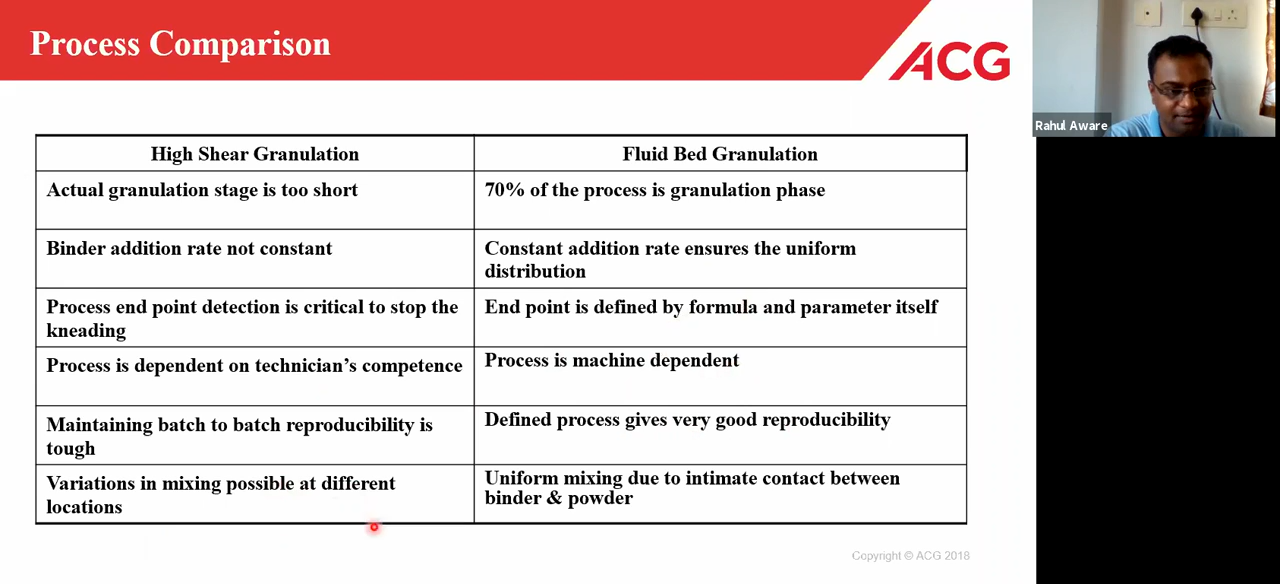 Process Comparison
ACG
Rahul Aware
High Shear Granulation
Fluid Bed Granulation
Actual granulation stage is too short
70% of the process is granulation phase
Binder addition rate not constant
Constant addition rate ensures the uniform
distribution
Process end point detection is critical to stop the
kneading
End point is defined by formula and parameter itself
Process is dependent on technician’s competence
Process is machine dependent
Maintaining batch to batch reproducibility is
tough
Defined process gives very good reproducibility
Variations in mixing possible at different
locations
Uniform mixing due to intimate contact between
binder & powder
Copyright © ACG 2018